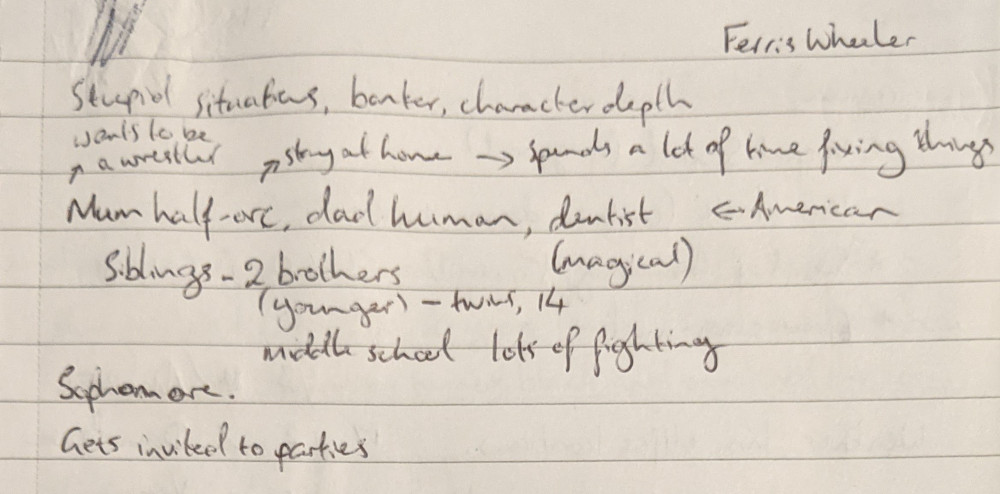 Ferris Wheeler
Stupid situations, banter, character depth
wants to be
↗ a wrestler ↗ stay at home → spends a lot of time fixing things
Mum half-orc, dad human, dentist ← American
Siblings - 2 brothers (magical)
(younger) - twins, 14
middle school lots of fighting
Sophomore.
Gets invited to parties